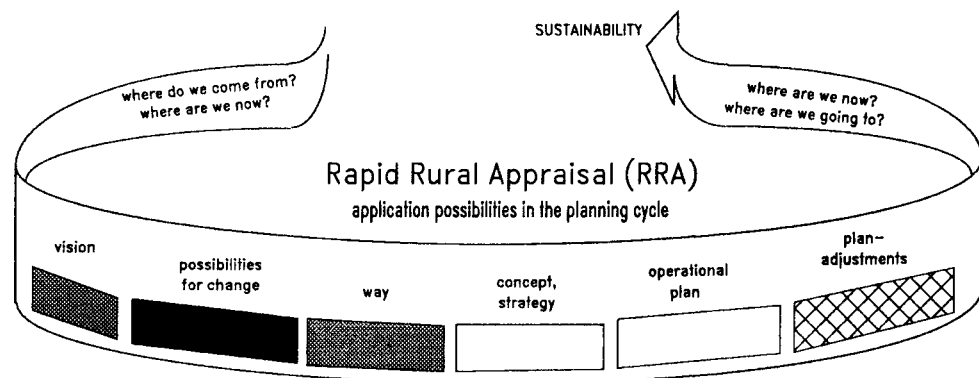 SUSTAINABILITY
where do we come from?
where are we now?
where are we now?
where are we going to?
Rapid Rural Appraisal (RRA)
application possibilities in the planning cycle
vision
possibilities
for change
way
concept,
strategy
operational
plan
plan-
adjustments